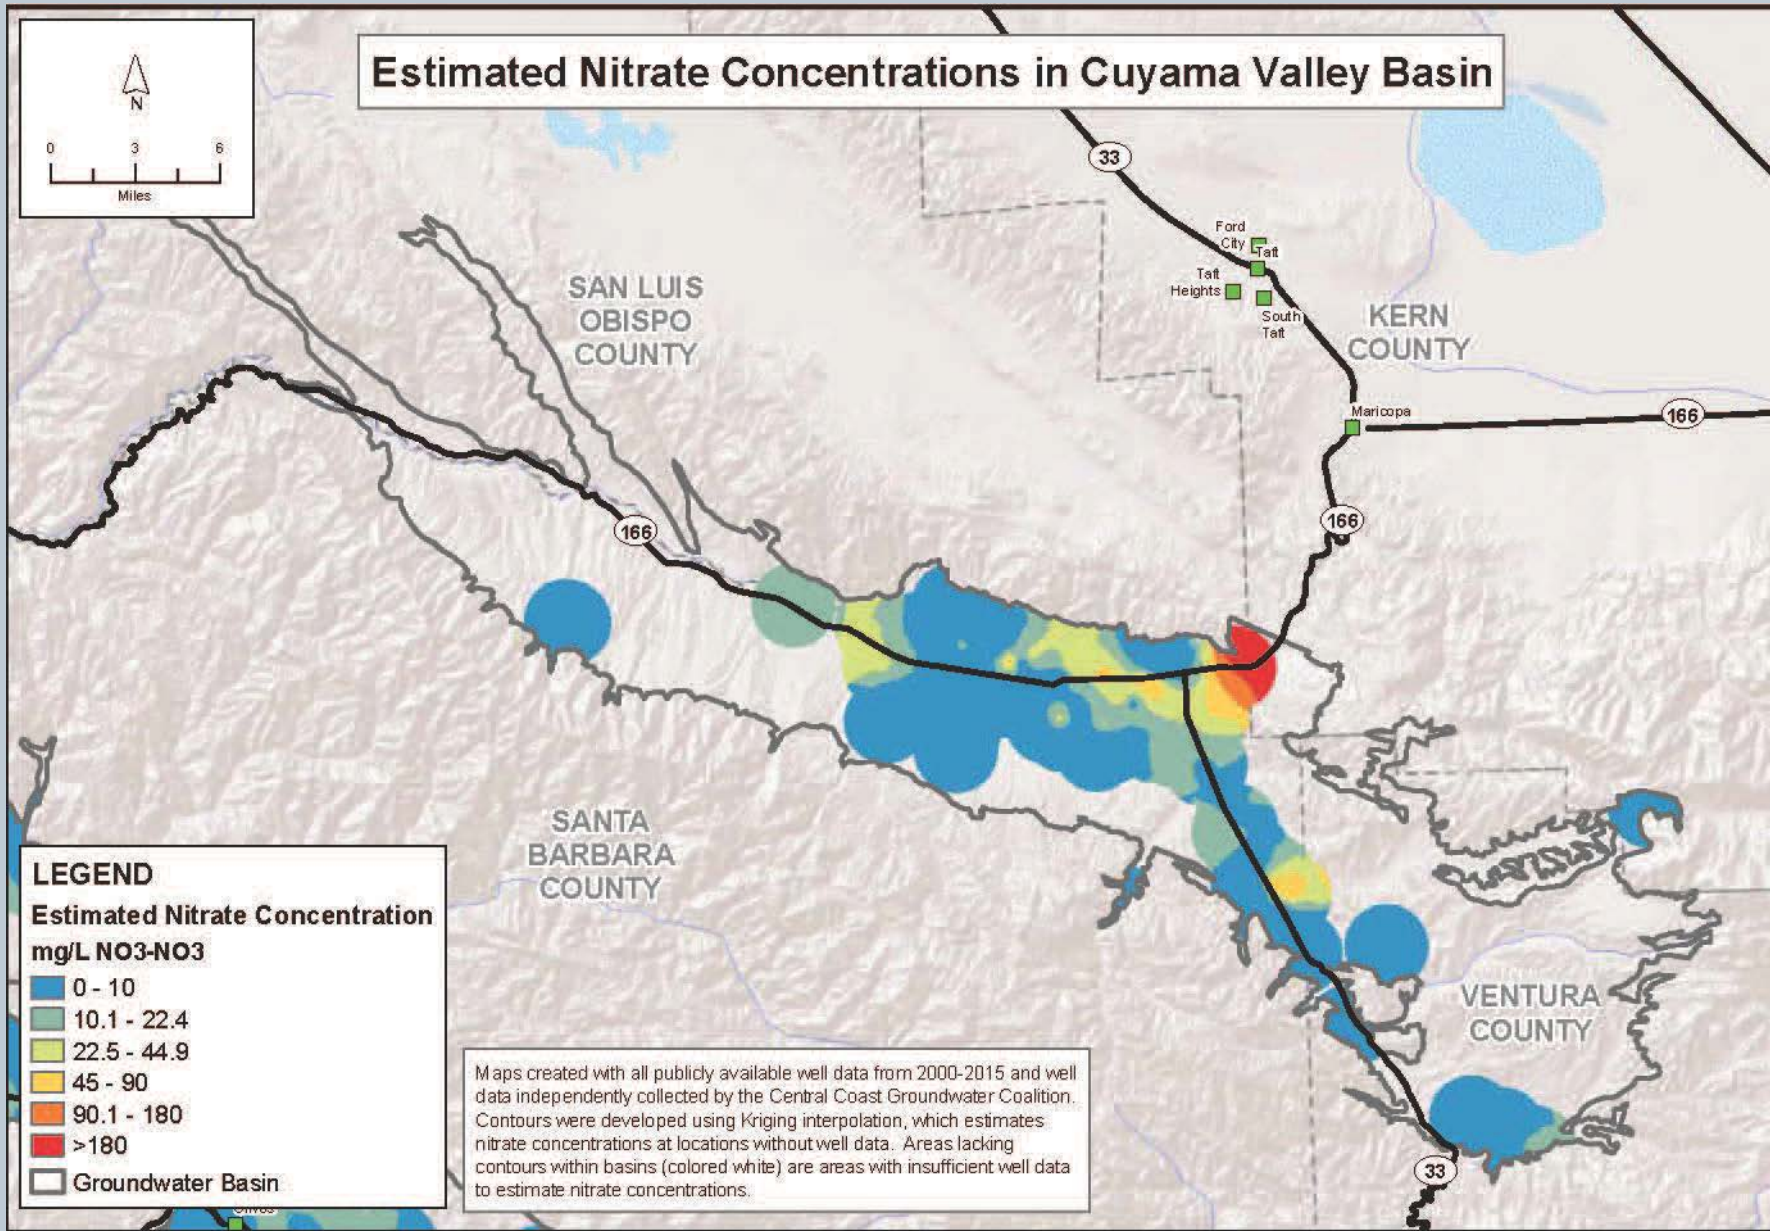 Estimated Nitrate Concentrations in Cuyama Valley Basin
N
0 3 6
Miles
33
Ford
City
Taft
Taft
Heights
South
Taft
SAN LUIS
OBISPO
COUNTY
KERN
COUNTY
Maricopa
166
166
166
SANTA
BARBARA
COUNTY
VENTURA
COUNTY
33
LEGEND
Estimated Nitrate Concentration
mg/L NO3-NO3
0 - 10
10.1 - 22.4
22.5 - 44.9
45 - 90
90.1 - 180
>180
Groundwater Basin
Maps created with all publicly available well data from 2000-2015 and well
data independently collected by the Central Coast Groundwater Coalition.
Contours were developed using Kriging interpolation, which estimates
nitrate concentrations at locations without well data. Areas lacking
contours within basins (colored white) are areas with insufficient well data
to estimate nitrate concentrations.